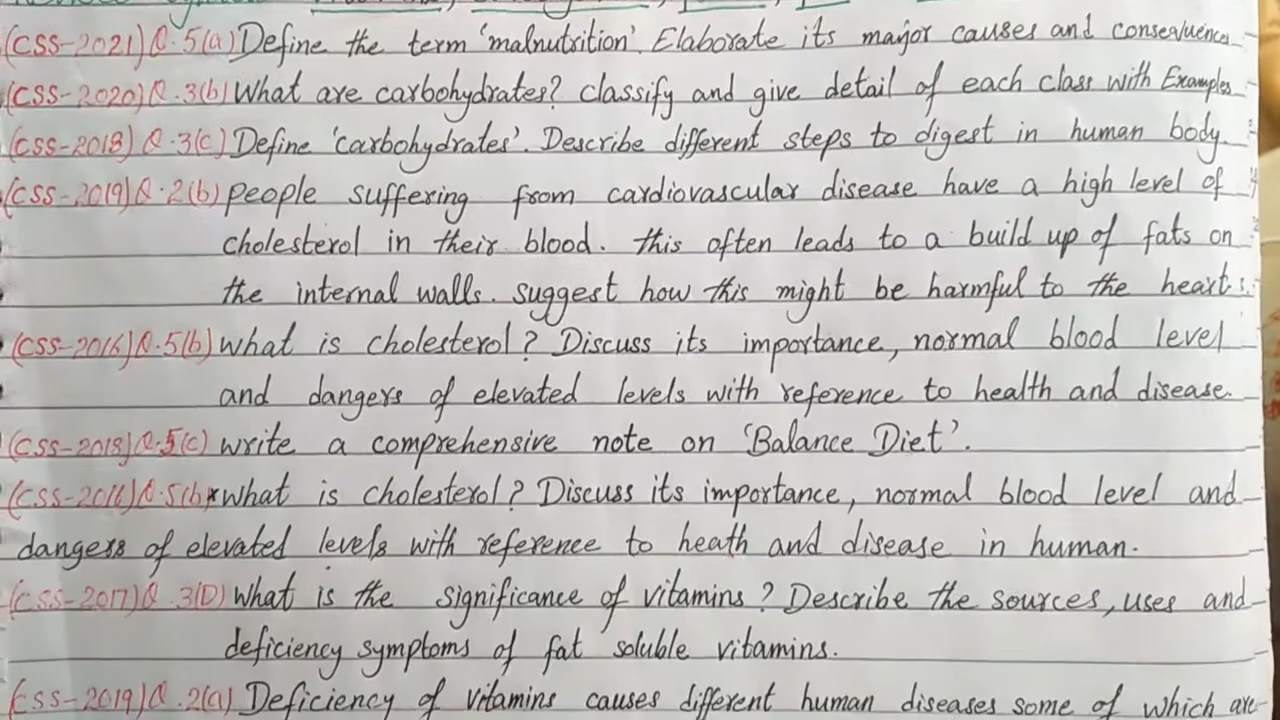 (CSS-2021) Q.5(a) Define the term 'malnutrition'. Elaborate its major causes and consequences
(CSS-2020) Q.3(b) What are carbohydrates? classify and give detail of each class with Examples
(CSS-2018) Q.3(c) Define 'carbohydrates'. Describe different steps to digest in human body
(CSS-2019) Q.2(b) people suffering from cardiovascular disease have a high level of
cholesterol in their blood. this often leads to a build up of fats on
the internal walls. suggest how this might be harmful to the heart
(CSS-2016) Q.5(b) what is cholesterol? Discuss its importance, normal blood level
and dangers of elevated levels with reference to health and disease.
(CSS-2018) Q.5(c) write a comprehensive note on 'Balance Diet'.
(CSS-2016) Q.5(b) what is cholesterol? Discuss its importance, normal blood level and
dangers of elevated levels with reference to heath and disease in human.
(CSS-2017) Q.3(D) What is the significance of vitamins? Describe the sources, uses and
deficiency symptoms of fat soluble vitamins.
(CSS-2019) Q.2(a) Deficiency of vitamins causes different human diseases some of which are